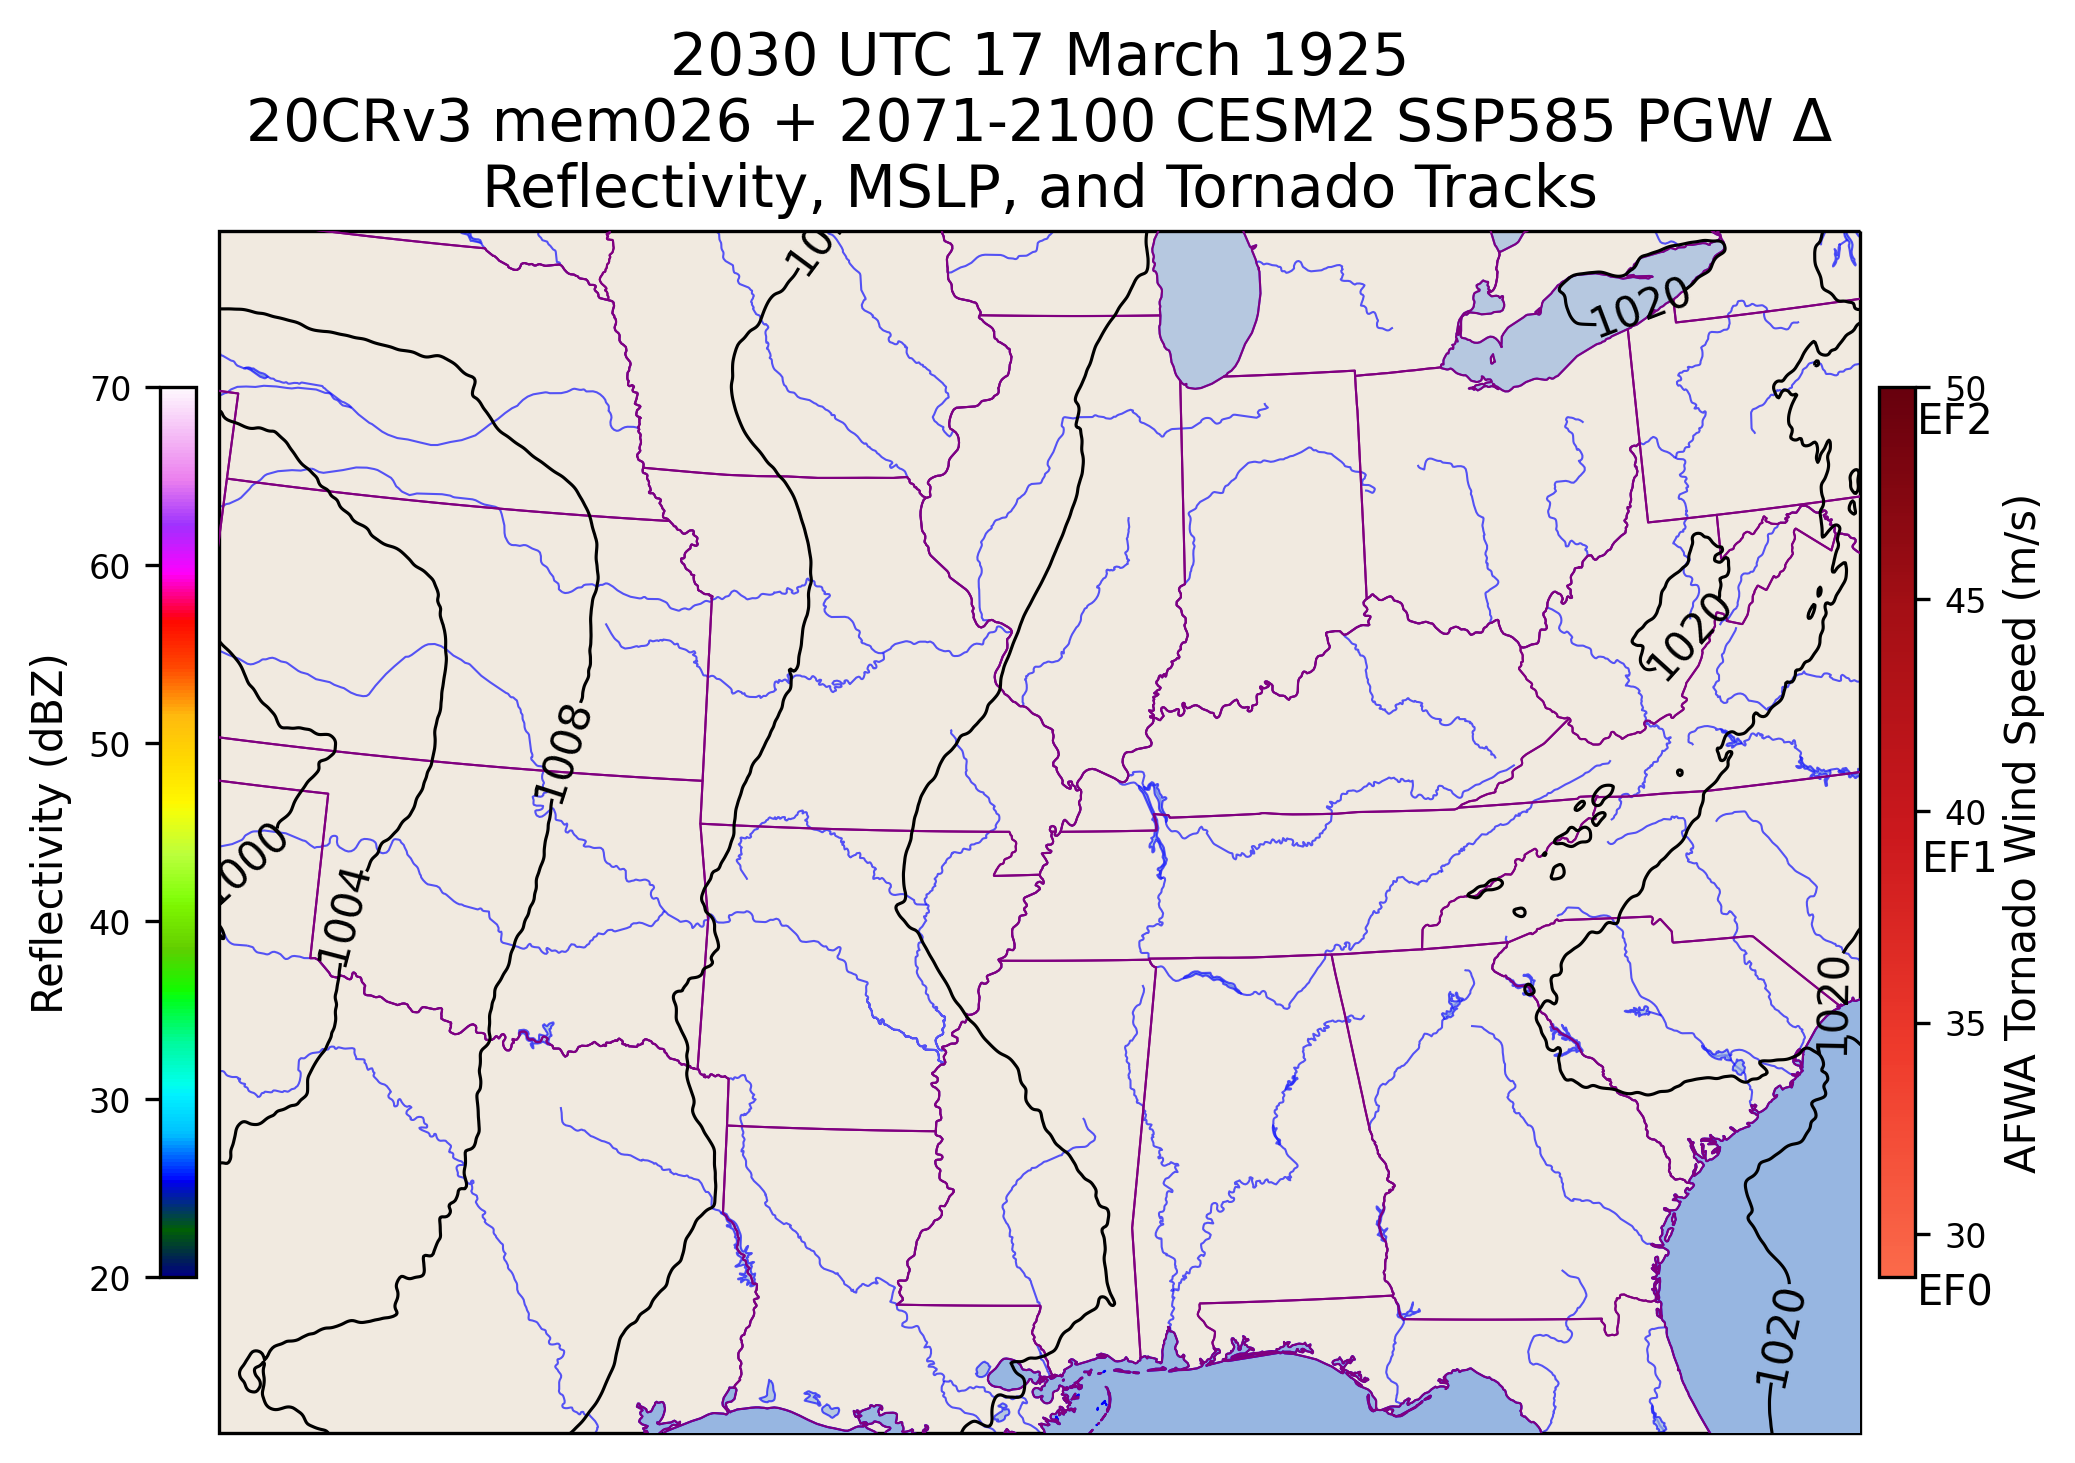 2030 UTC 17 March 1925
20CRv3 mem026 + 2071-2100 CESM2 SSP585 PGW Δ
Reflectivity, MSLP, and Tornado Tracks
Reflectivity (dBZ)
70
60
50
40
30
20
1020
1020
1008
1000
1004
1020
1020
50
EF2
45
40
EF1
35
30
EF0
AFWA Tornado Wind Speed (m/s)